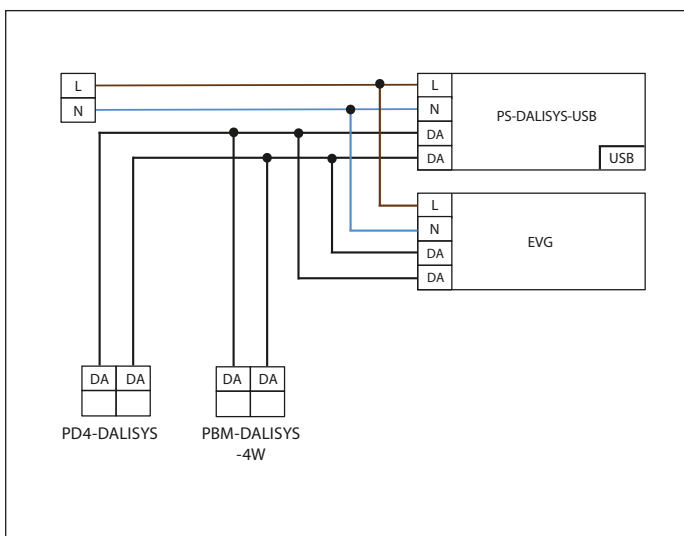 L
N
L
N
DA
DA
PS-DALISYS-USB
USB
L
N
DA
DA
EVG
DA DA
PD4-DALISYS
DA DA
PBM-DALISYS
-4W